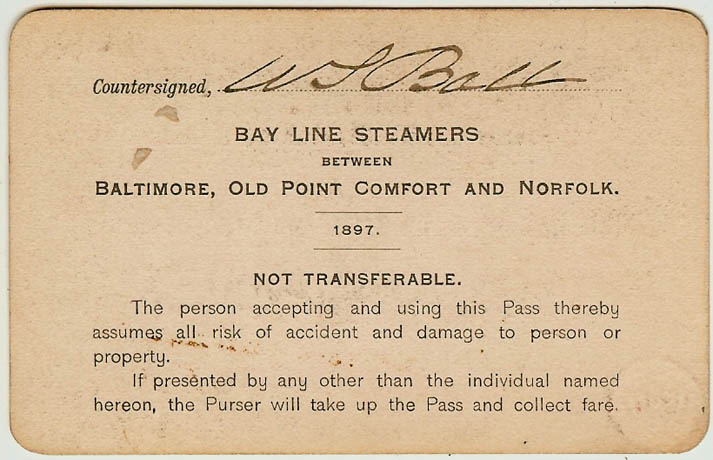 Countersigned, W S Bell
BAY LINE STEAMERS
BETWEEN
BALTIMORE, OLD POINT COMFORT AND NORFOLK.
1897.
NOT TRANSFERABLE.
The person accepting and using this Pass thereby
assumes all risk of accident and damage to person or
property.
If presented by any other than the individual named
hereon, the Purser will take up the Pass and collect fare.